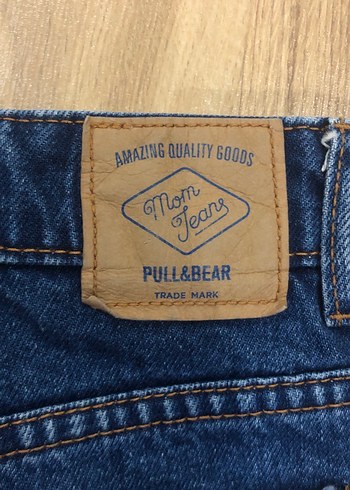 AMAZING QUALITY GOODS
Mom
Jeans
PULL&BEAR
TRADE MARK